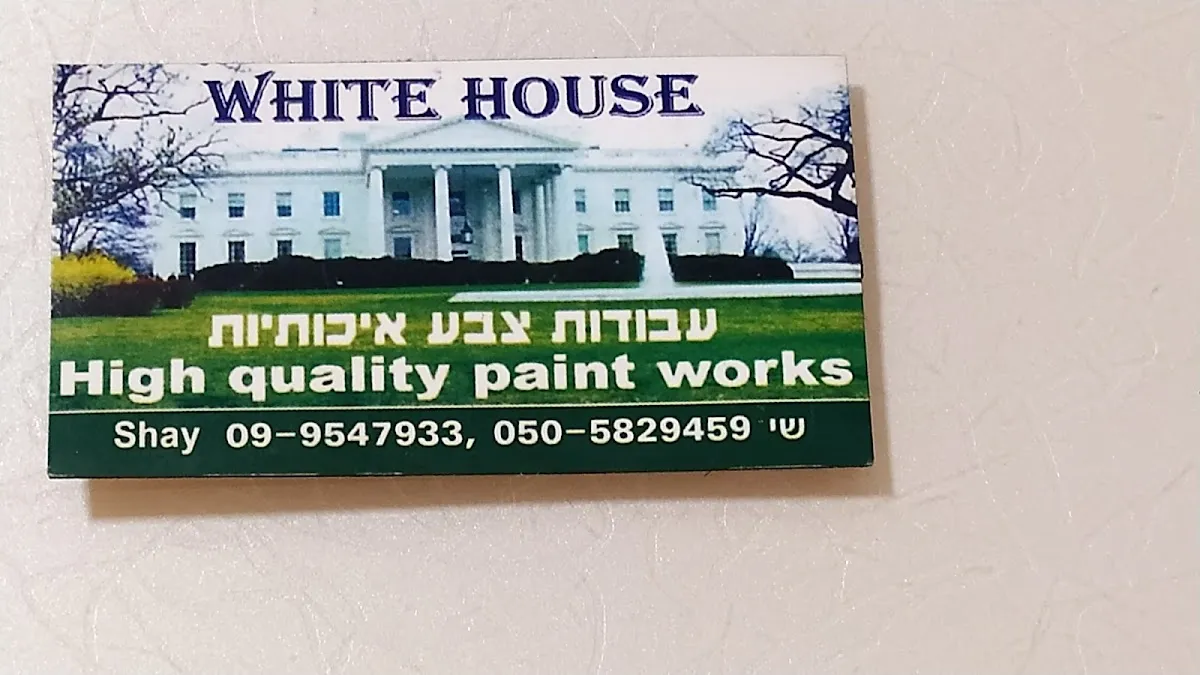 WHITE HOUSE
עבודות צבע איכותיות
High quality paint works
Shay 09-9547933, 050-5829459 שי